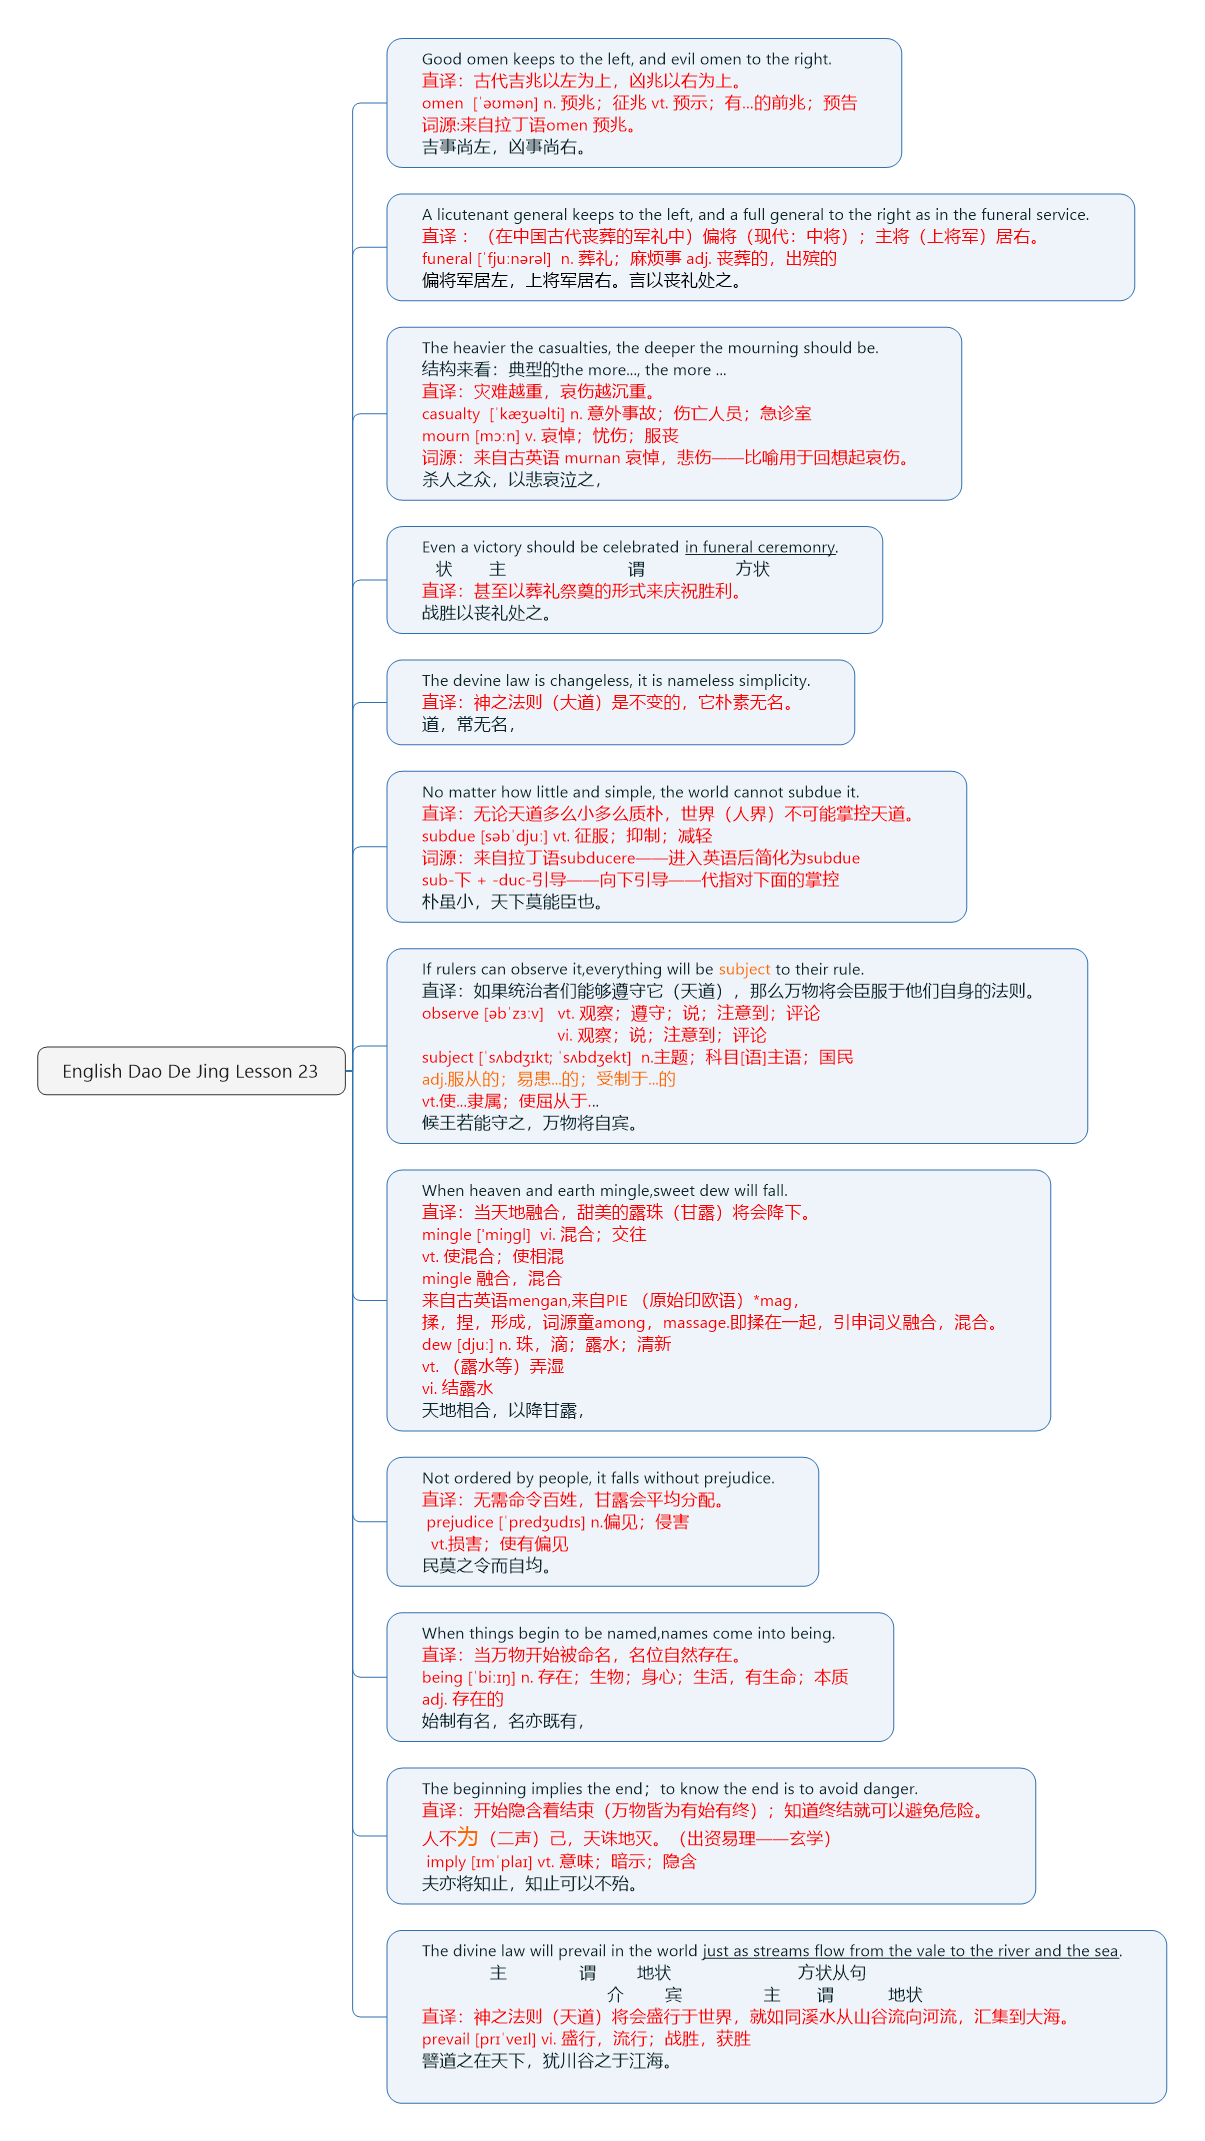 English Dao De Jing Lesson 23
Good omen keeps to the left, and evil omen to the right.
直译：古代吉兆以左为上，凶兆以右为上。
omen  [ˈəʊmən] n. 预兆；征兆 vt. 预示；有...的前兆；预告
词源:来自拉丁语omen 预兆。
吉事尚左，凶事尚右。
A licutenant general keeps to the left, and a full general to the right as in the funeral service.
直译：（在中国古代丧葬的军礼中）偏将（现代：中将）；主将（上将军）居右。
funeral [ˈfjuːnərəl]  n. 葬礼；麻烦事 adj. 丧葬的，出殡的
偏将军居左，上将军居右。言以丧礼处之。
The heavier the casualties, the deeper the mourning should be.
结构来看：典型的the more..., the more ...
直译：灾难越重，哀伤越沉重。
casualty  [ˈkæʒuəlti] n. 意外事故；伤亡人员；急诊室
mourn [mɔːn] v. 哀悼；忧伤；服丧
词源：来自古英语 murnan 哀悼，悲伤——比喻用于回想起哀伤。
杀人之众，以悲哀泣之，
Even a victory should be celebrated in funeral ceremonry.
状 主 谓 方状
直译：甚至以葬礼祭奠的形式来庆祝胜利。
战胜以丧礼处之。
The devine law is changeless, it is nameless simplicity.
直译：神之法则（大道）是不变的，它朴素无名。
道，常无名，
No matter how little and simple, the world cannot subdue it.
直译：无论天道多么小多么质朴，世界（人界）不可能掌控天道。
subdue [səbˈdjuː] vt. 征服；抑制；减轻
词源：来自拉丁语subducere——进入英语后简化为subdue
sub-下 + -duc-引导——向下引导——代指对下面的掌控
朴虽小，天下莫能臣也。
If rulers can observe it,everything will be subject to their rule.
直译：如果统治者们能够遵守它（天道），那么万物将会臣服于他们自身的法则。
observe [əbˈzɜːv]   vt. 观察；遵守；说；注意到；评论
vi. 观察；说；注意到；评论
subject [ˈsʌbdʒɪkt; ˈsʌbdʒekt]  n.主题；科目[语]主语；国民
adj.服从的；易患...的；受制于...的
vt.使...隶属；使屈从于...
候王若能守之，万物将自宾。
When heaven and earth mingle,sweet dew will fall.
直译：当天地融合，甜美的露珠（甘露）将会降下。
mingle ['miŋgl]  vi. 混合；交往
vt. 使混合；使相混
mingle 融合，混合
来自古英语mengan,来自PIE （原始印欧语）*mag，
揉，捏，形成，词源童among，massage.即揉在一起，引申词义融合，混合。
dew [djuː] n. 珠，滴；露水；清新
vt. （露水等）弄湿
vi. 结露水
天地相合，以降甘露，
Not ordered by people, it falls without prejudice.
直译：无需命令百姓，甘露会平均分配。
prejudice [ˈpredʒudɪs] n.偏见；侵害
vt.损害；使有偏见
民莫之令而自均。
When things begin to be named,names come into being.
直译：当万物开始被命名，名位自然存在。
being [ˈbiːɪŋ] n. 存在；生物；身心；生活，有生命；本质
adj. 存在的
始制有名，名亦既有，
The beginning implies the end；to know the end is to avoid danger.
直译：开始隐含着结束（万物皆为有始有终）；知道终结就可以避免危险。
人不为（二声）己，天诛地灭。（出资易理——玄学）
imply [ɪmˈplaɪ] vt. 意味；暗示；隐含
夫亦将知止，知止可以不殆。
The divine law will prevail in the world just as streams flow from the vale to the river and the sea.
主 谓 地状 方状从句
介 宾 主 谓 地状
直译：神之法则（天道）将会盛行于世界，就如同溪水从山谷流向河流，汇集到大海。
prevail [prɪˈveɪl] vi. 盛行，流行；战胜，获胜
譬道之在天下，犹川谷之于江海。